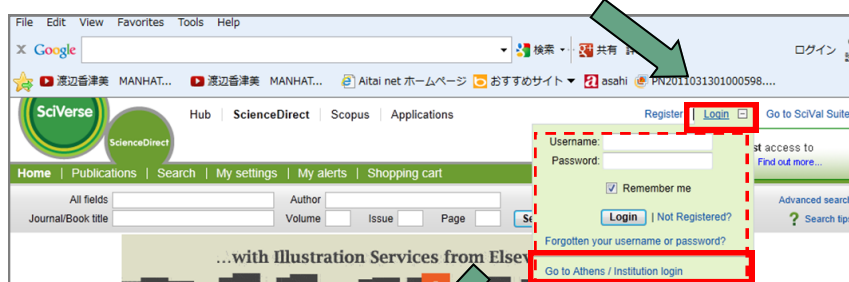 File Edit View Favorites Tools Help
x Google 検索 共有 ログイン
渡辺香津美 MANHAT... 渡辺香津美 MANHAT... Aitai net ホームページ おすすめサイト asahi PN2011031301000598....
SciVerse ScienceDirect
Hub | ScienceDirect Scopus Applications
Register | Login Go to SciVal Suite
Home | Publications | Search | My settings | My alerts | Shopping cart
Username:
Password:
Remember me
Login | Not Registered?
Forgotten your username or password?
Go to Athens / Institution login
st access to
Find out more...
All fields Author Advanced search
Journal/Book title Volume Issue Page Search tips
...with Illustration Services from Elsev